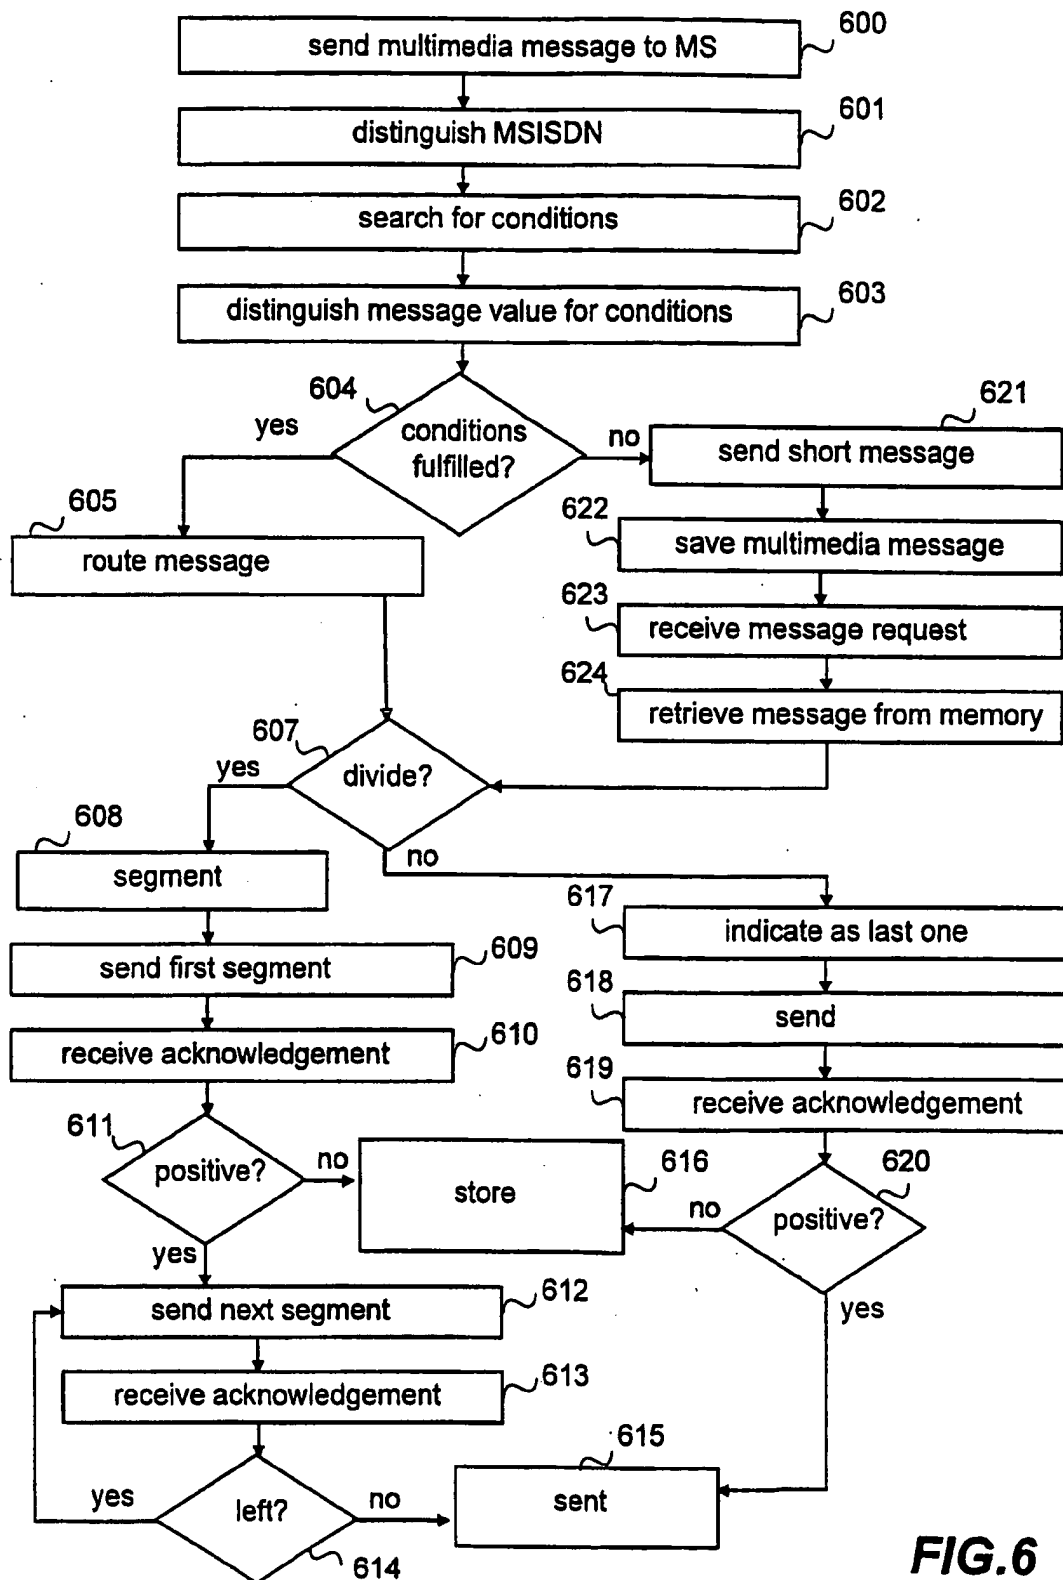 send multimedia message to MS
600
distinguish MSISDN
601
search for conditions
602
distinguish message value for conditions
603
604
conditions
fulfilled?
yes
no
621
send short message
605
route message
622
save multimedia message
623
receive message request
624
retrieve message from memory
607
divide?
yes
no
608
segment
617
indicate as last one
send first segment
609
618
send
receive acknowledgement
610
619
receive acknowledgement
611
positive?
no
store
616
620
positive?
no
yes
yes
send next segment
612
receive acknowledgement
613
615
sent
left?
yes
no
614
FIG.6